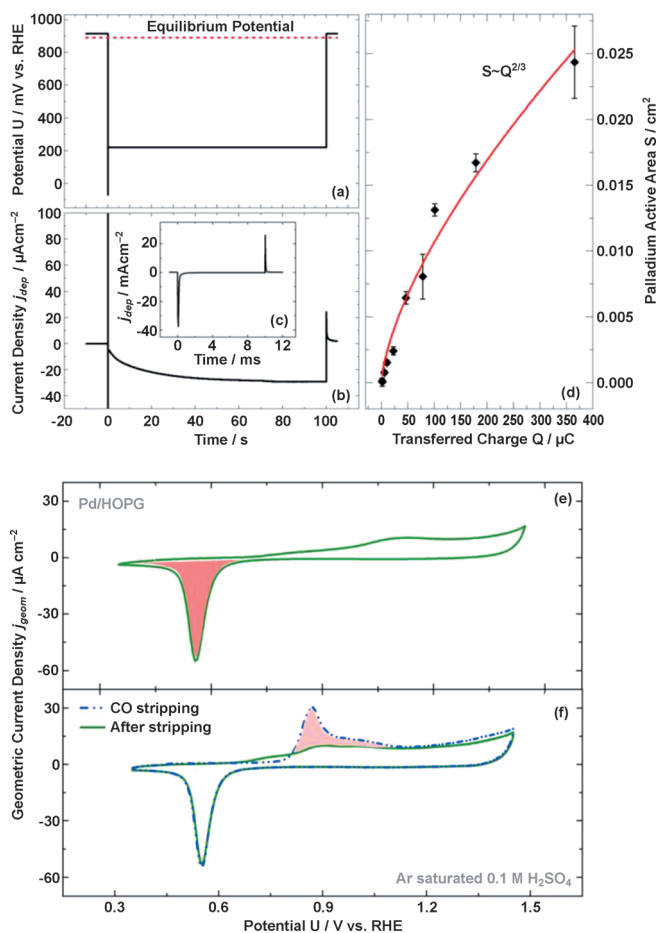 Equilibrium Potential
Potential U / mV vs. RHE
1000
800
600
400
200
0
(a)
Current Density j_dep / μAcm⁻²
100
80
60
40
20
0
-20
-40
(b)
j_dep / mAcm⁻²
20
0
-20
-40
(c)
0 4 8 12
Time / ms
-20 0 20 40 60 80 100
Time / s
S~Q^2/3
Palladium Active Area S / cm²
0.025
0.020
0.015
0.010
0.005
0.000
(d)
0 50 100 150 200 250 300 350 400
Transferred Charge Q / μC
Geometric Current Density j_geom / μA cm⁻²
Pd/HOPG
(e)
30
0
-30
-60
CO stripping
After stripping
(f)
30
0
-30
-60
Ar saturated 0.1 M H₂SO₄
0.3 0.6 0.9 1.2 1.5
Potential U / V vs. RHE